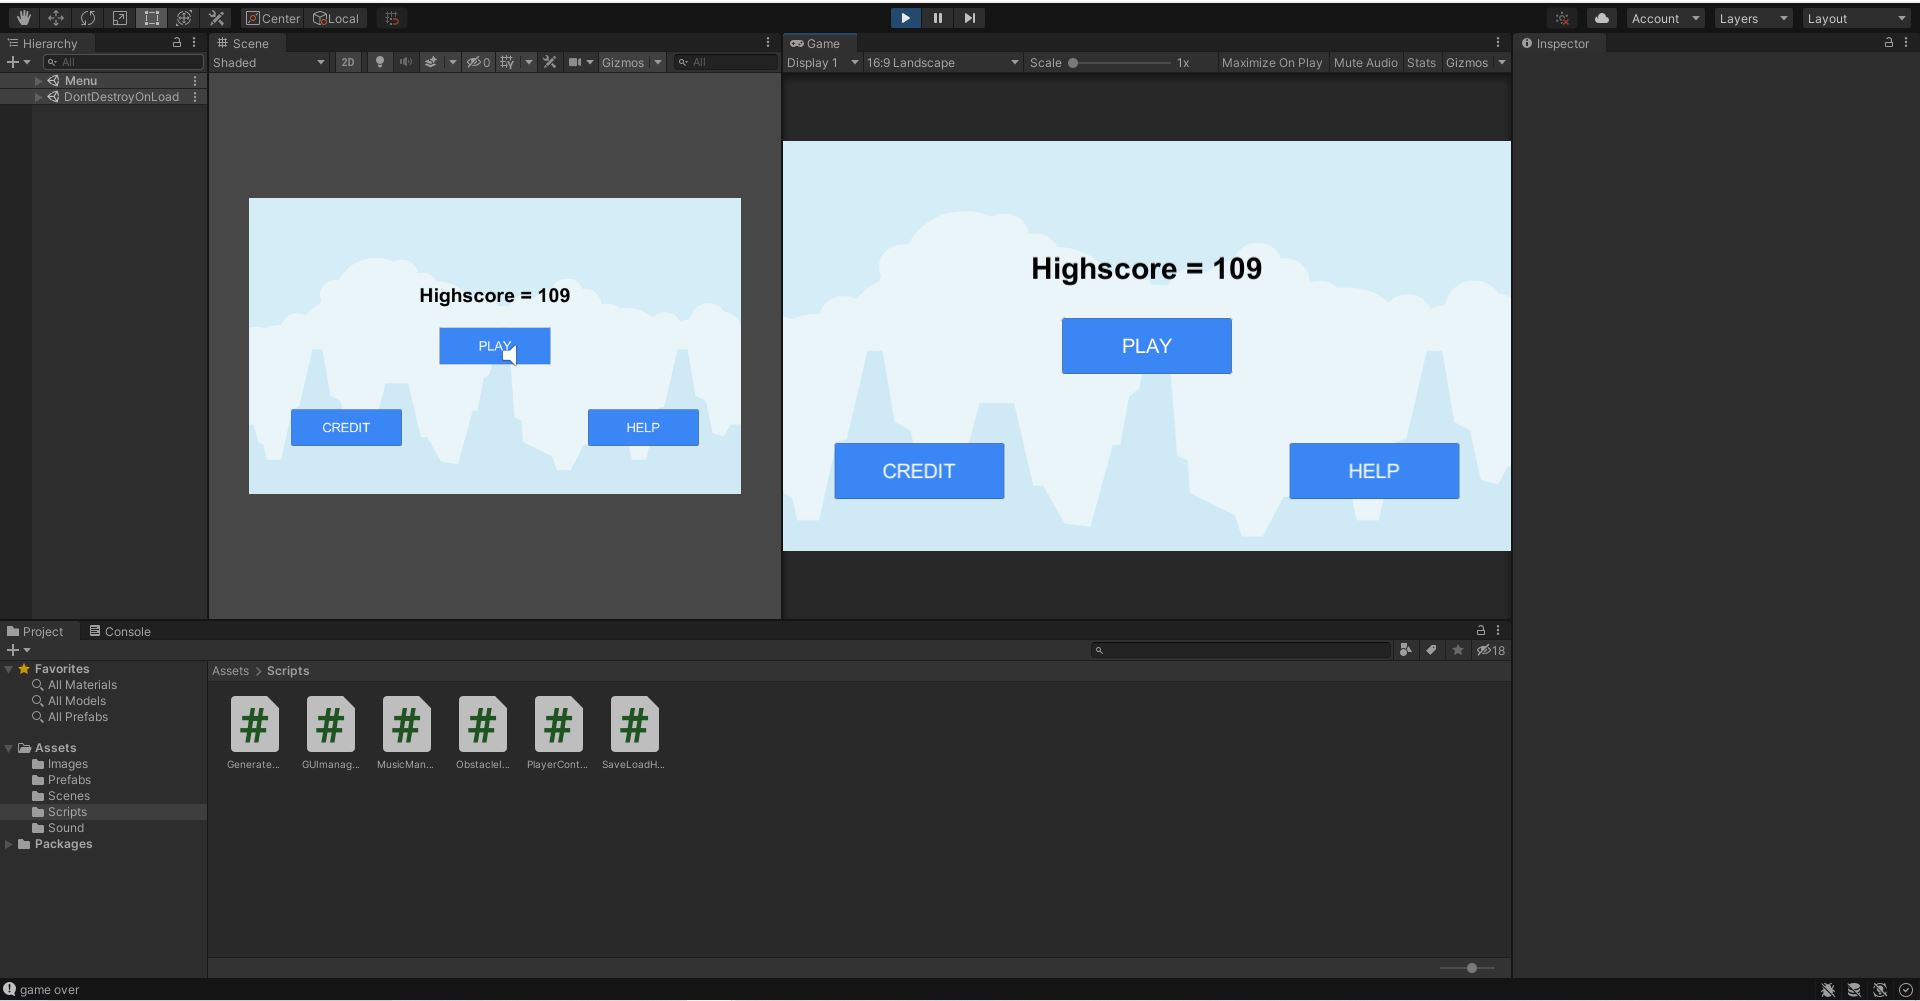 Center Local Account Layers Layout
Hierarchy
All
Menu
DontDestroyOnLoad
Scene
Shaded 2D 0 Gizmos All
Highscore = 109
PLAY
CREDIT HELP
Game
Display 1 16:9 Landscape Scale 1x Maximize On Play Mute Audio Stats Gizmos
Highscore = 109
PLAY
CREDIT HELP
Inspector
Project Console
18
Favorites
All Materials
All Models
All Prefabs
Assets
Images
Prefabs
Scenes
Scripts
Sound
Packages
Assets > Scripts
# # # # # #
Generate... GUImanag... MusicMan... ObstacleI... PlayerCont... SaveLoadH...
game over